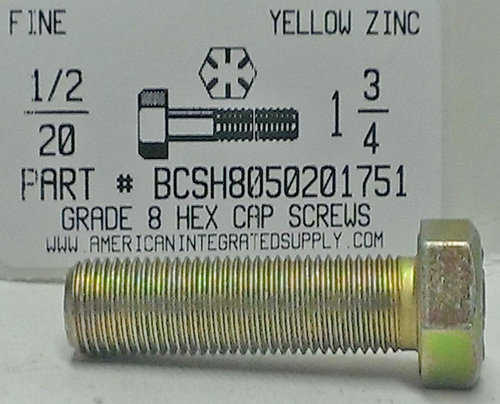 FINE YELLOW ZINC
1/2 1 3
20 4
PART # BCSH8050201751
GRADE 8 HEX CAP SCREWS
WWW.AMERICANINTEGRATEDSUPPLY.COM